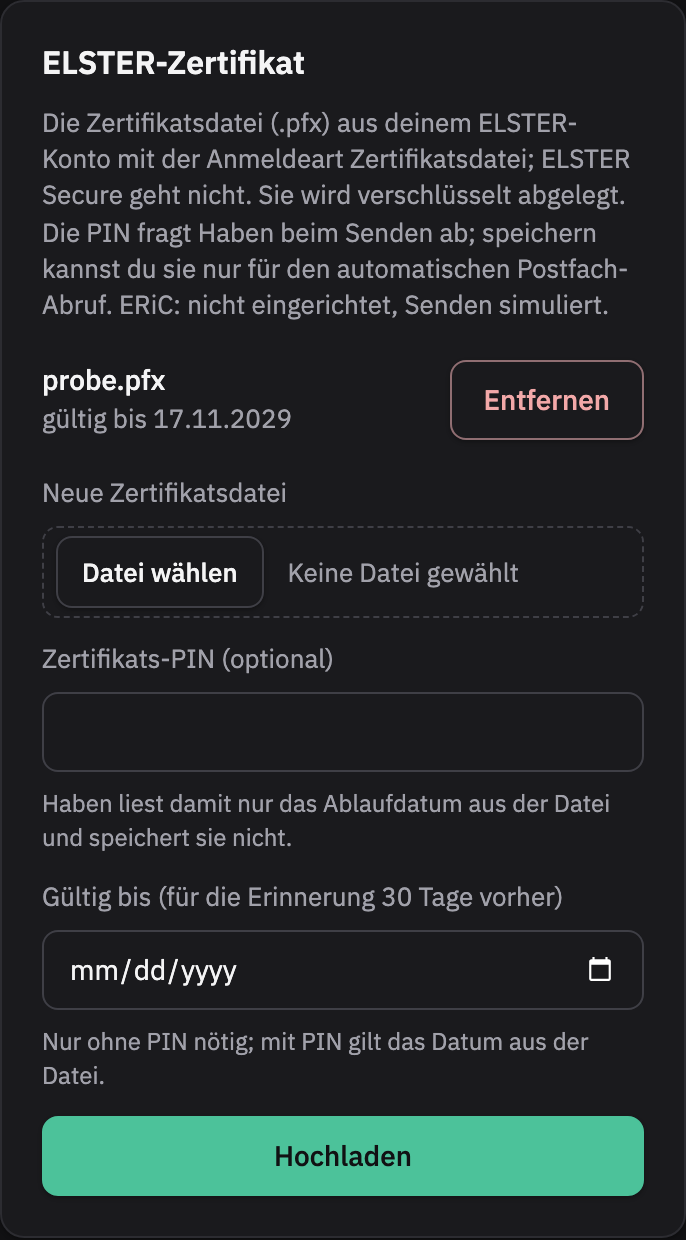 ELSTER-Zertifikat
Die Zertifikatsdatei (.pfx) aus deinem ELSTER-
Konto mit der Anmeldeart Zertifikatsdatei; ELSTER
Secure geht nicht. Sie wird verschlüsselt abgelegt.
Die PIN fragt Haben beim Senden ab; speichern
kannst du sie nur für den automatischen Postfach-
Abruf. ERiC: nicht eingerichtet, Senden simuliert.
probe.pfx
gültig bis 17.11.2029
Entfernen
Neue Zertifikatsdatei
Datei wählen Keine Datei gewählt
Zertifikats-PIN (optional)
Haben liest damit nur das Ablaufdatum aus der Datei
und speichert sie nicht.
Gültig bis (für die Erinnerung 30 Tage vorher)
mm/dd/yyyy
Nur ohne PIN nötig; mit PIN gilt das Datum aus der
Datei.
Hochladen